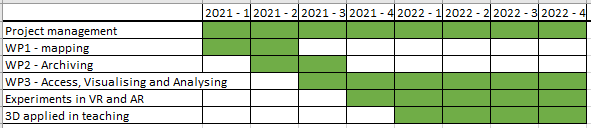 2021 - 1 2021 - 2 2021 - 3 2021 - 4 2022 - 1 2022 - 2 2022 - 3 2022 - 4
Project management
WP1 - mapping
WP2 - Archiving
WP3 - Access, Visualising and Analysing
Experiments in VR and AR
3D applied in teaching